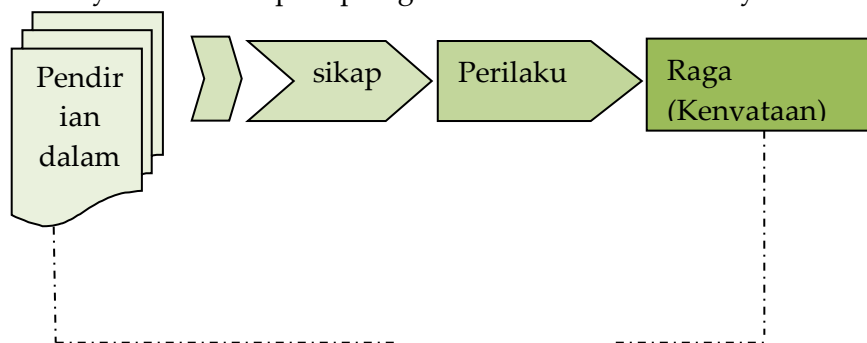 Pendir
ian
dalam
sikap
Perilaku
Raga
(Kenyataan)